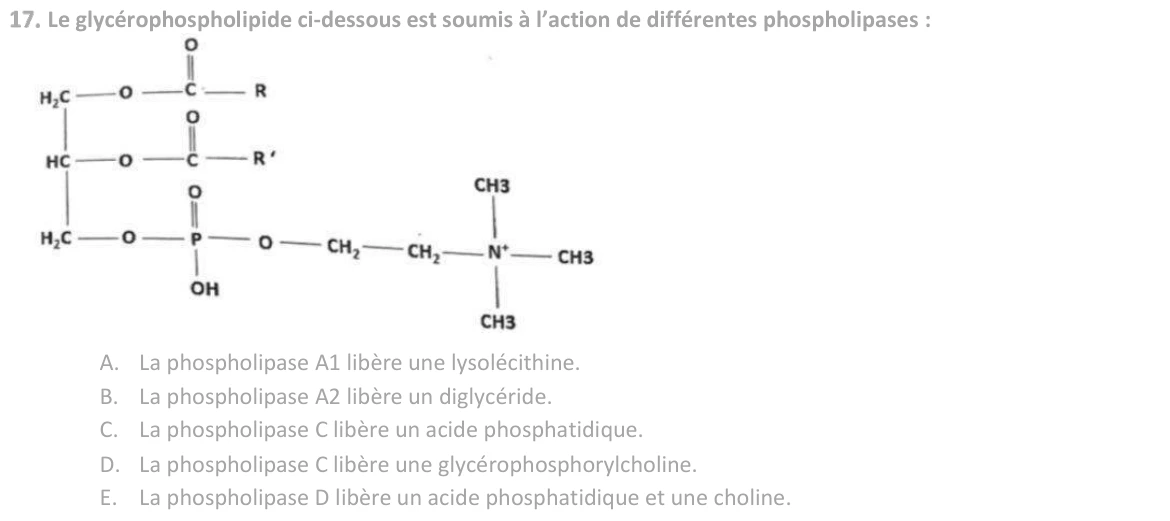 17. Le glycérophospholipide ci-dessous est soumis à l’action de différentes phospholipases :
O
H₂C — O — C — R
O
HC — O — C — R’
O
CH3
H₂C — O — P — O — CH₂ — CH₂ — N⁺ — CH3
OH
CH3
A. La phospholipase A1 libère une lysolécithine.
B. La phospholipase A2 libère un diglycéride.
C. La phospholipase C libère un acide phosphatidique.
D. La phospholipase C libère une glycérophosphorylcholine.
E. La phospholipase D libère un acide phosphatidique et une choline.